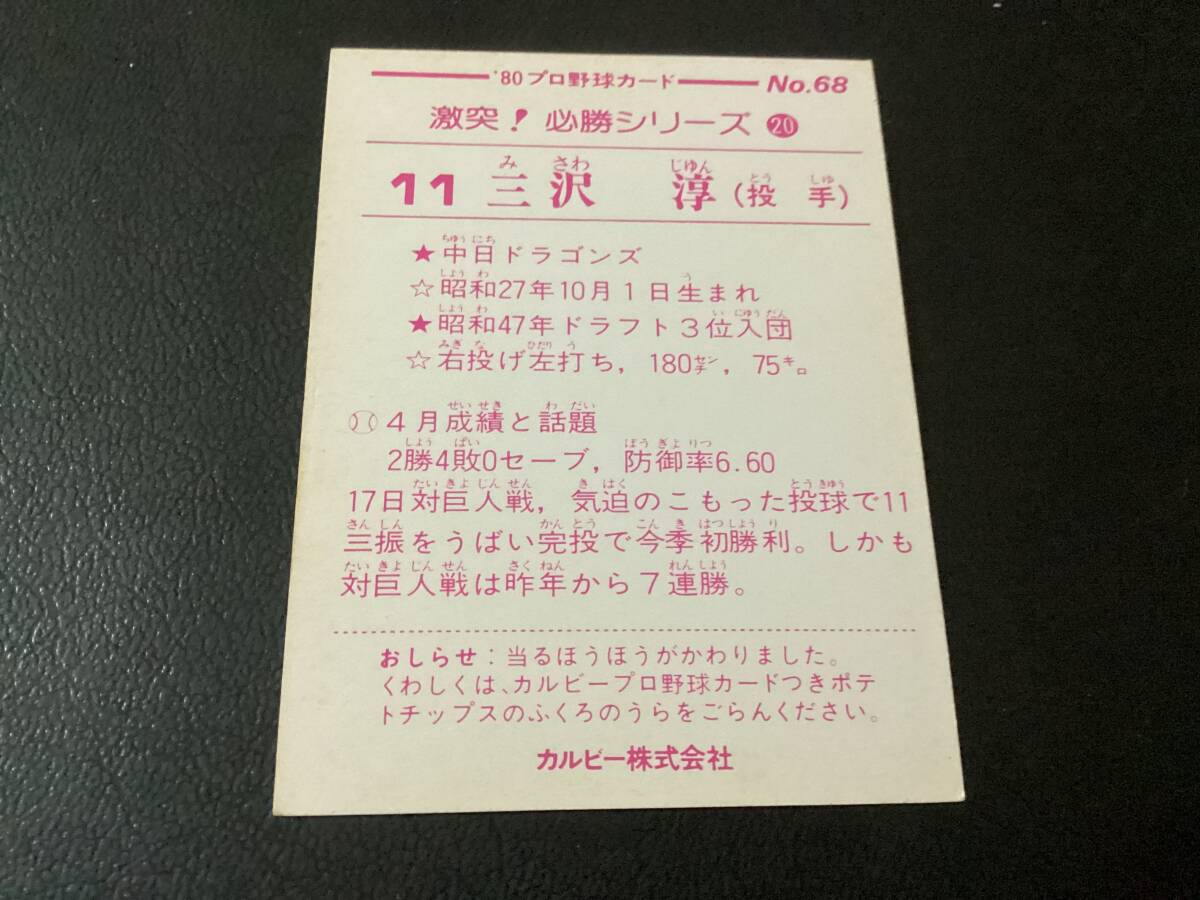 '80プロ野球カード No.68
激突！必勝シリーズ⑳
11 三沢 淳（投手）
★中日ドラゴンズ
☆昭和27年10月1日生まれ
★昭和47年ドラフト3位入団
☆右投げ左打ち，180センチ，75キロ。
4月成績と話題
2勝4敗0セーブ，防御率6.60
17日対巨人戦，気迫のこもった投球で11
三振をうばい完投で今季初勝利。しかも
対巨人戦は昨年から7連勝。
おしらせ：当るほうほうがかわりました。
くわしくは、カルビープロ野球カードつきポテ
トチップスのふくろのうらをごらんください。
カルビー株式会社